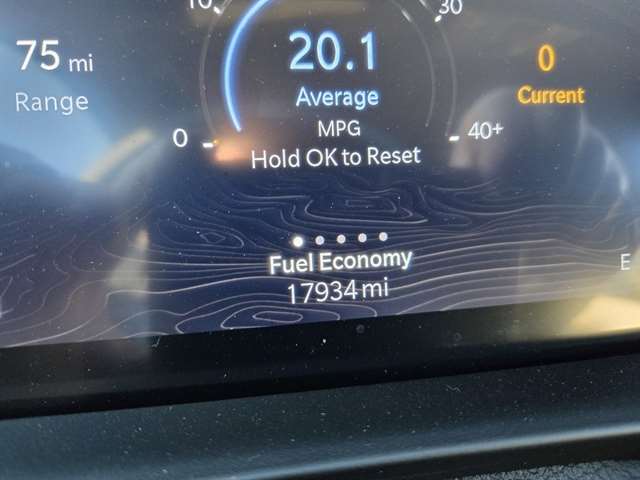 10
30
75 mi
20.1
0
Range
Average
Current
MPG
0
40+
Hold OK to Reset
Fuel Economy
E
17934 mi